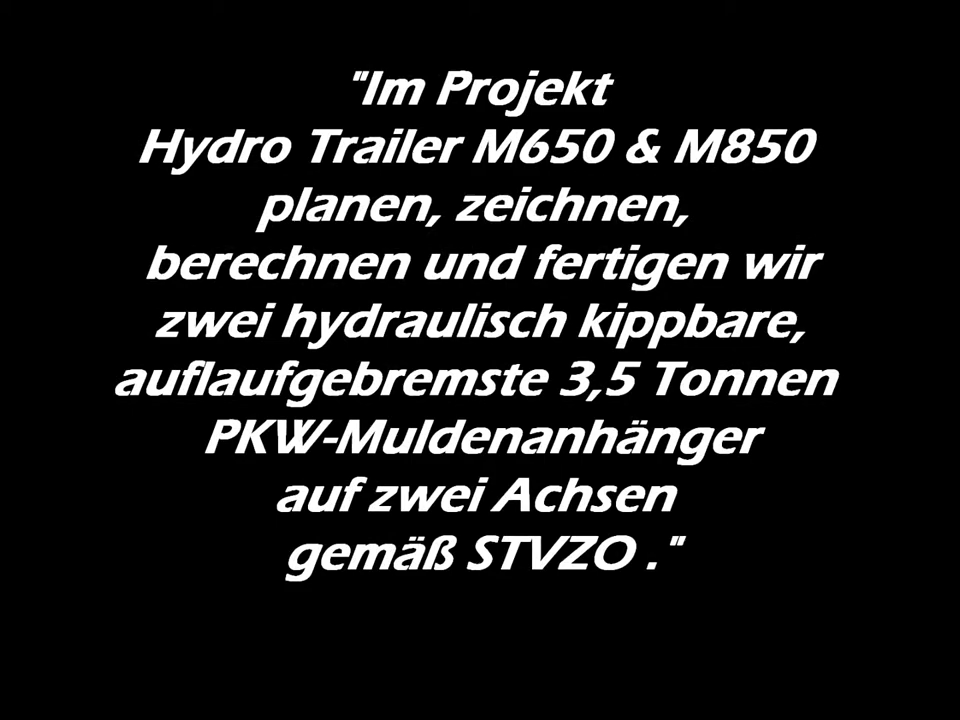 "Im Projekt
Hydro Trailer M650 & M850
planen, zeichnen,
berechnen und fertigen wir
zwei hydraulisch kippbare,
auflaufgebremste 3,5 Tonnen
PKW-Muldenanhänger
auf zwei Achsen
gemäß STVZO ."